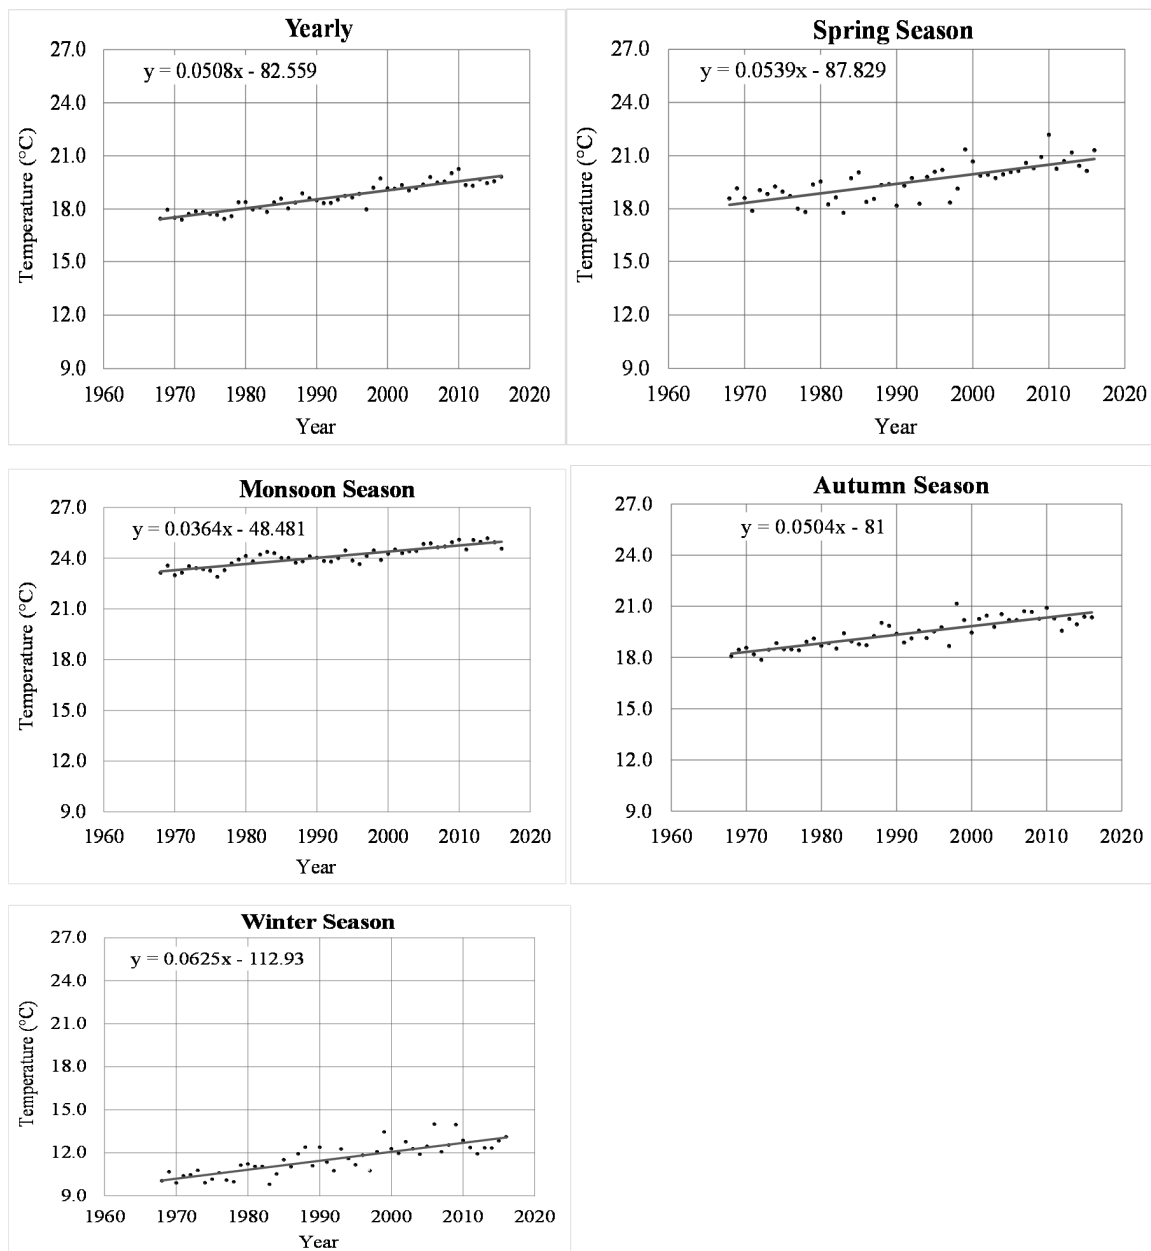 Yearly
y = 0.0508x - 82.559
27.0
24.0
21.0
18.0
15.0
12.0
9.0
Temperature (°C)
1960 1970 1980 1990 2000 2010 2020
Year
Spring Season
y = 0.0539x - 87.829
27.0
24.0
21.0
18.0
15.0
12.0
9.0
Temperature (°C)
1960 1970 1980 1990 2000 2010 2020
Year
Monsoon Season
y = 0.0364x - 48.481
27.0
24.0
21.0
18.0
15.0
12.0
9.0
Temperature (°C)
1960 1970 1980 1990 2000 2010 2020
Year
Autumn Season
y = 0.0504x - 81
27.0
24.0
21.0
18.0
15.0
12.0
9.0
1960 1970 1980 1990 2000 2010 2020
Winter Season
y = 0.0625x - 112.93
27.0
24.0
21.0
18.0
15.0
12.0
9.0
Temperature (°C)
1960 1970 1980 1990 2000 2010 2020
Year